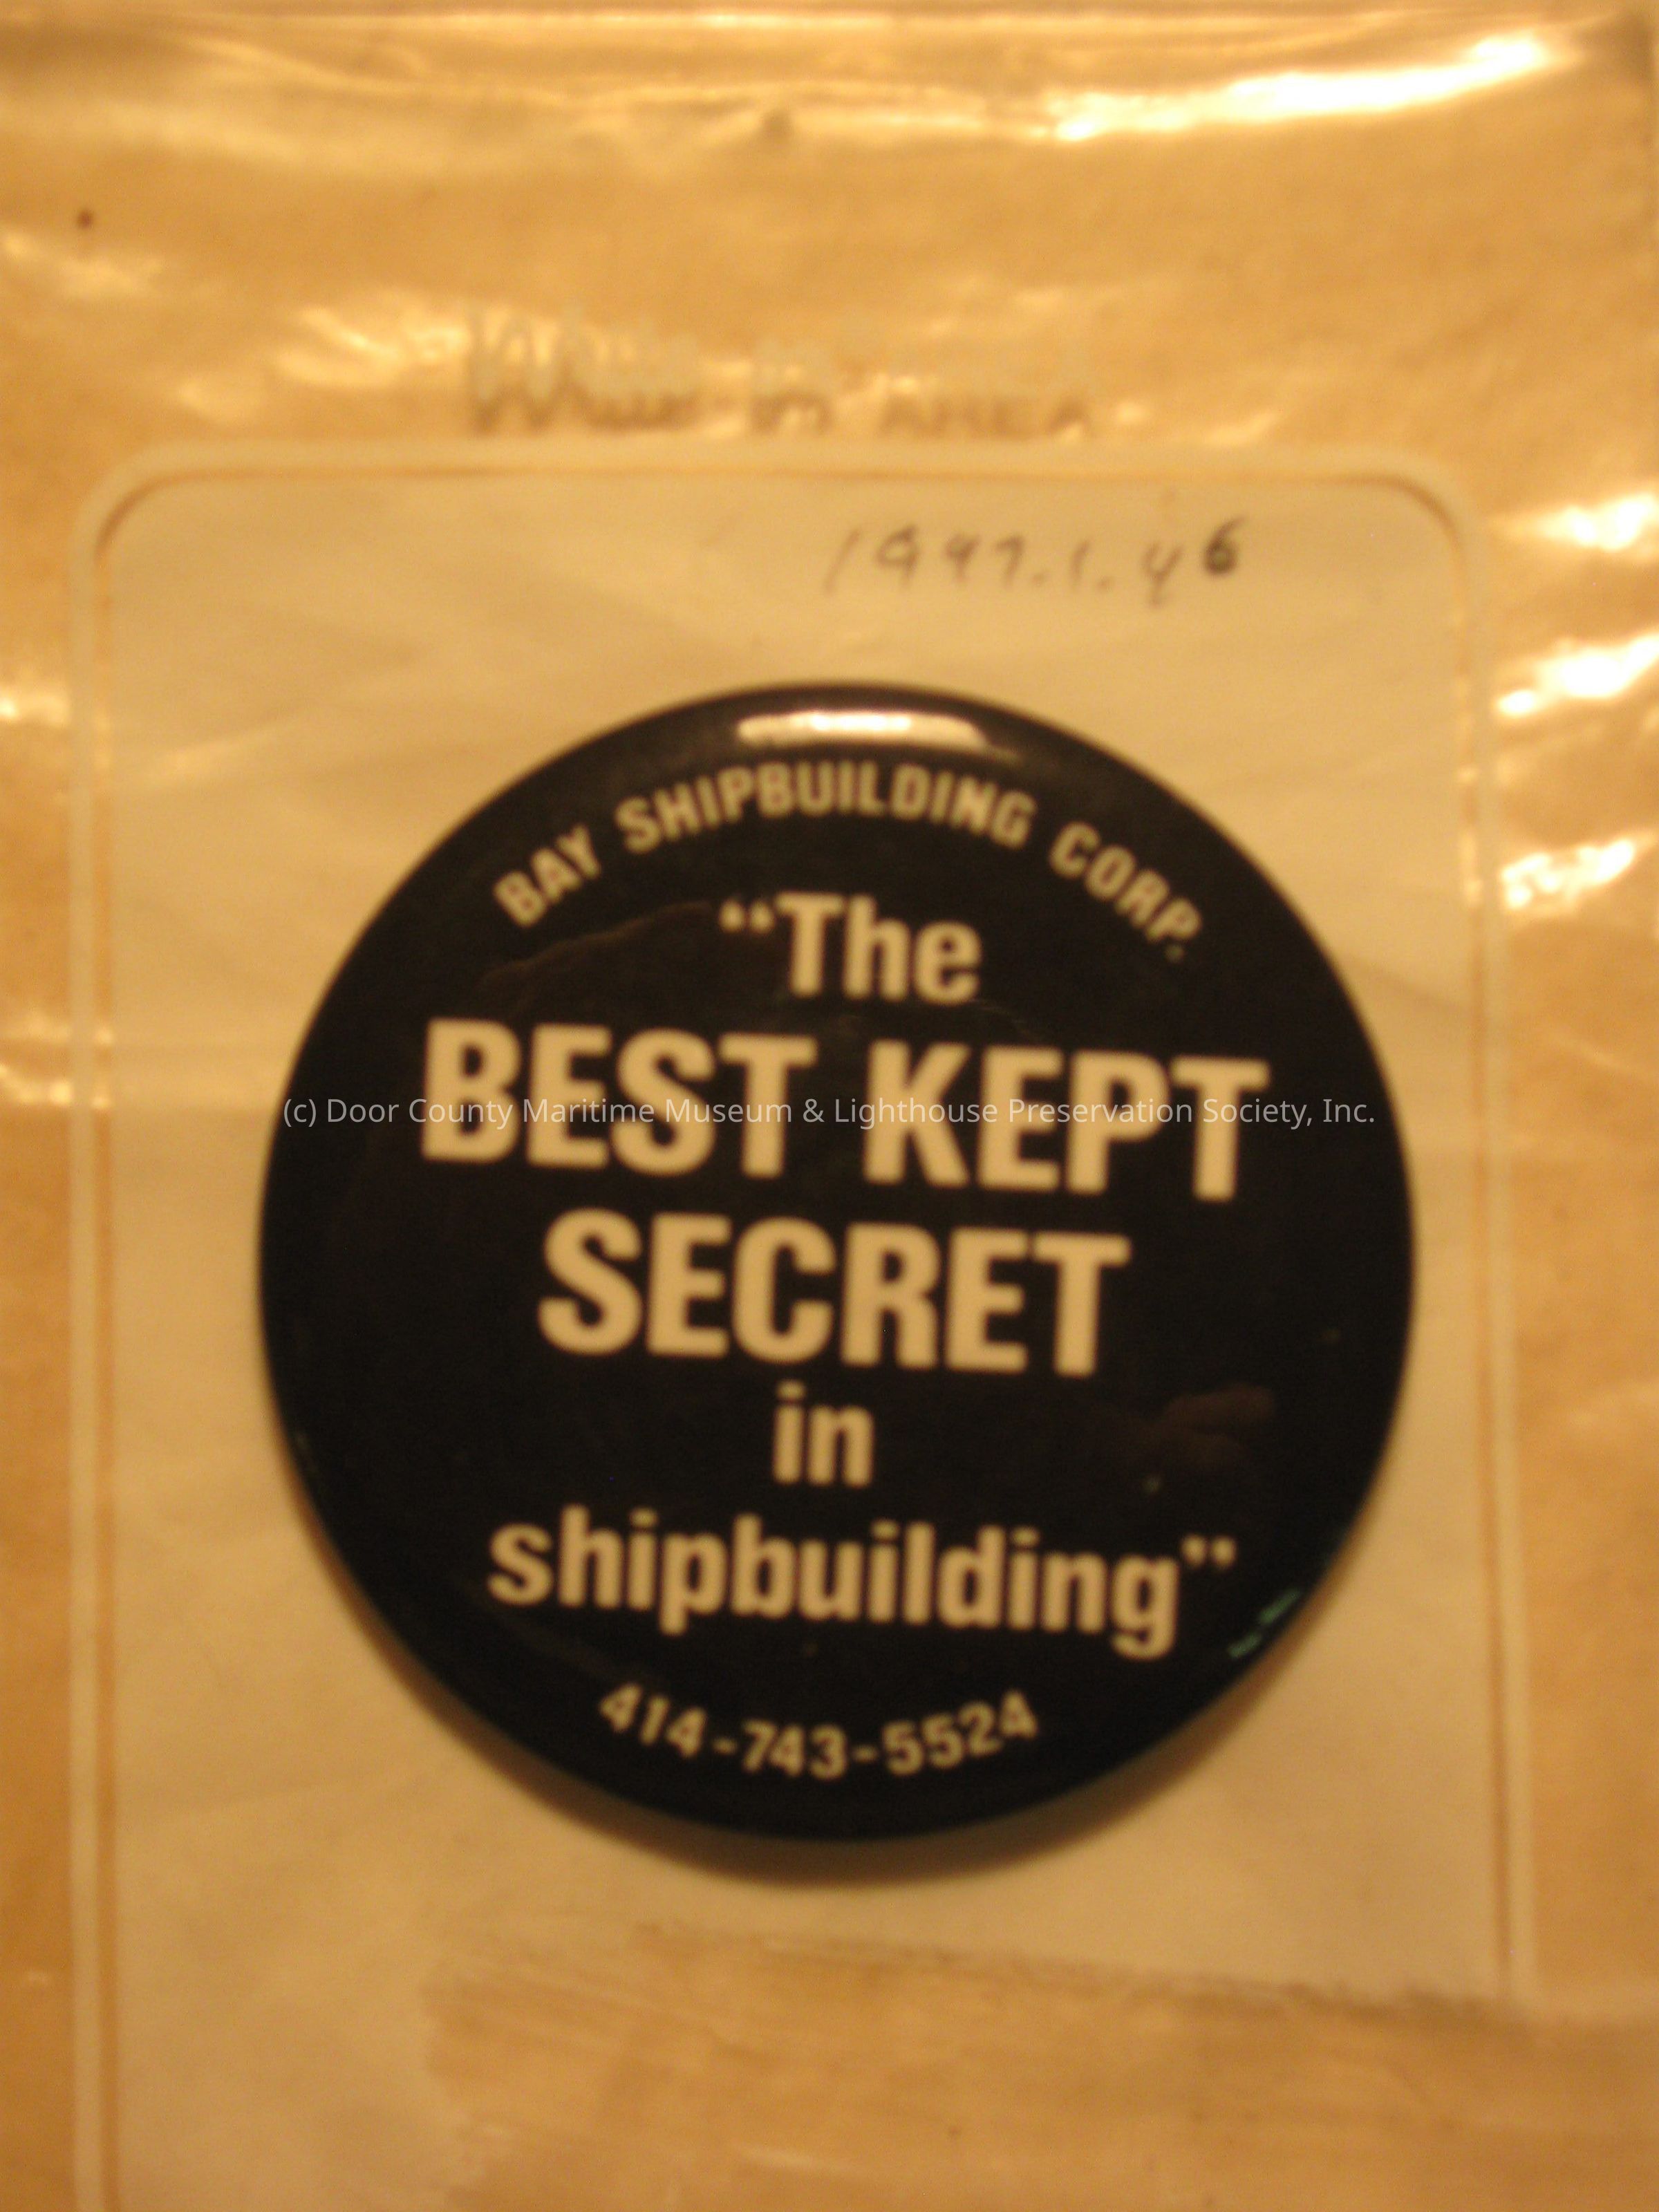 1997.1.46
BAY SHIPBUILDING CORP.
“The
BEST KEPT
(c) Door County Maritime Museum & Lighthouse Preservation Society, Inc.
SECRET
in
shipbuilding”
414-743-5524